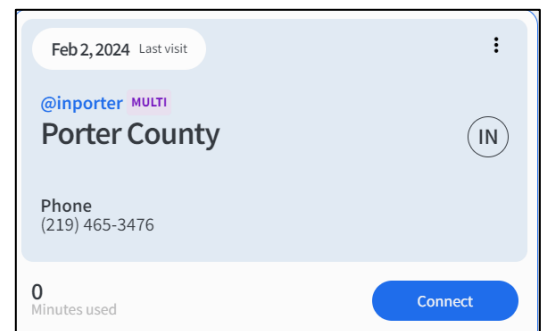 Feb 2, 2024 Last visit
@inporter MULTI
Porter County
IN
Phone
(219) 465-3476
0
Minutes used
Connect